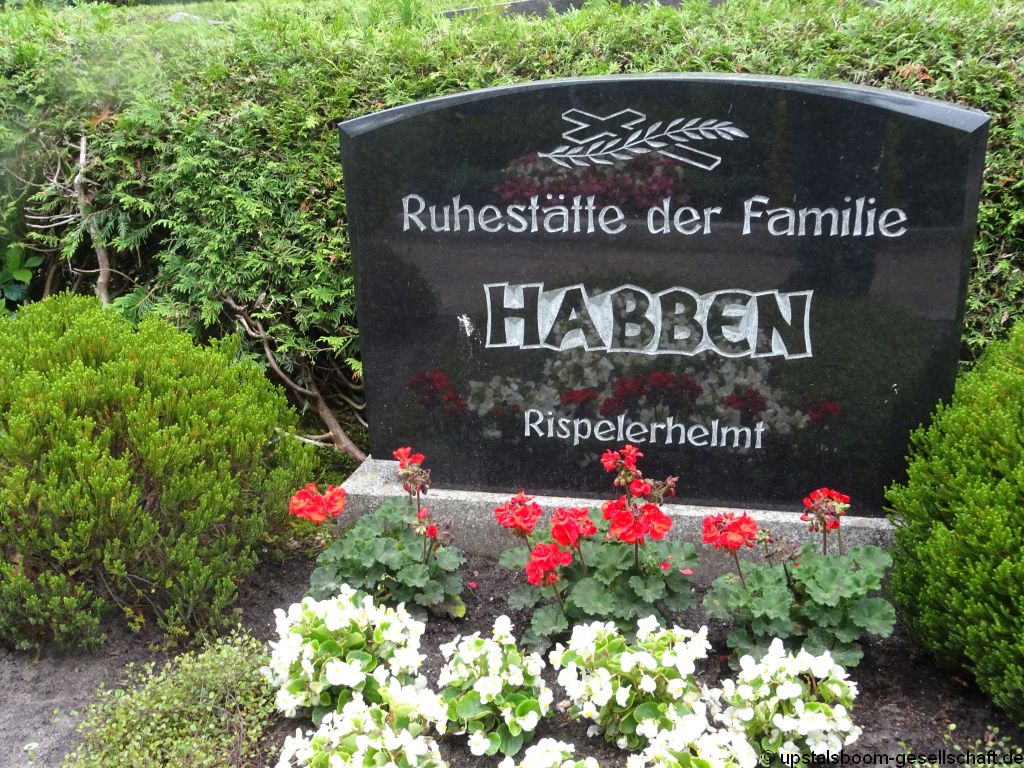 Ruhestätte der Familie
HABBEN
Rispelerhelmt
© upstalsboom-gesellschaft.de